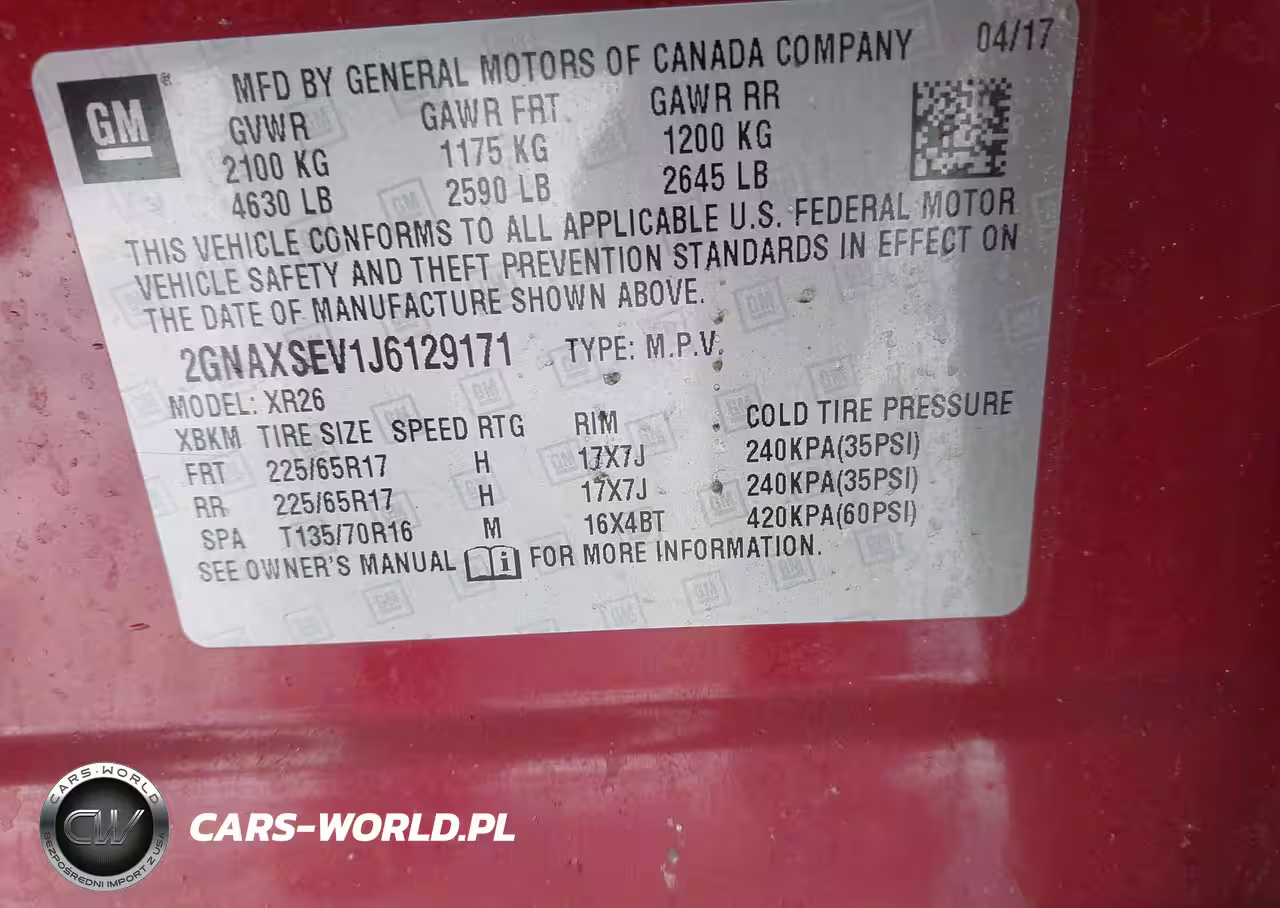 04/17
GM
®
MFD BY GENERAL MOTORS OF CANADA COMPANY
GVWR GAWR FRT GAWR RR
2100 KG 1175 KG 1200 KG
4630 LB 2590 LB 2645 LB
THIS VEHICLE CONFORMS TO ALL APPLICABLE U.S. FEDERAL MOTOR
VEHICLE SAFETY AND THEFT PREVENTION STANDARDS IN EFFECT ON
THE DATE OF MANUFACTURE SHOWN ABOVE.
2GNAXSEV1J6129171 TYPE: M.P.V.
MODEL: XR26
XBKM TIRE SIZE SPEED RTG RIM COLD TIRE PRESSURE
FRT 225/65R17 H 17X7J 240KPA(35PSI)
RR 225/65R17 H 17X7J 240KPA(35PSI)
SPA T135/70R16 M 16X4BT 420KPA(60PSI)
SEE OWNER'S MANUAL i FOR MORE INFORMATION.
CARS-WORLD
CW
BEZPOŚREDNI IMPORT Z USA
CARS-WORLD.PL